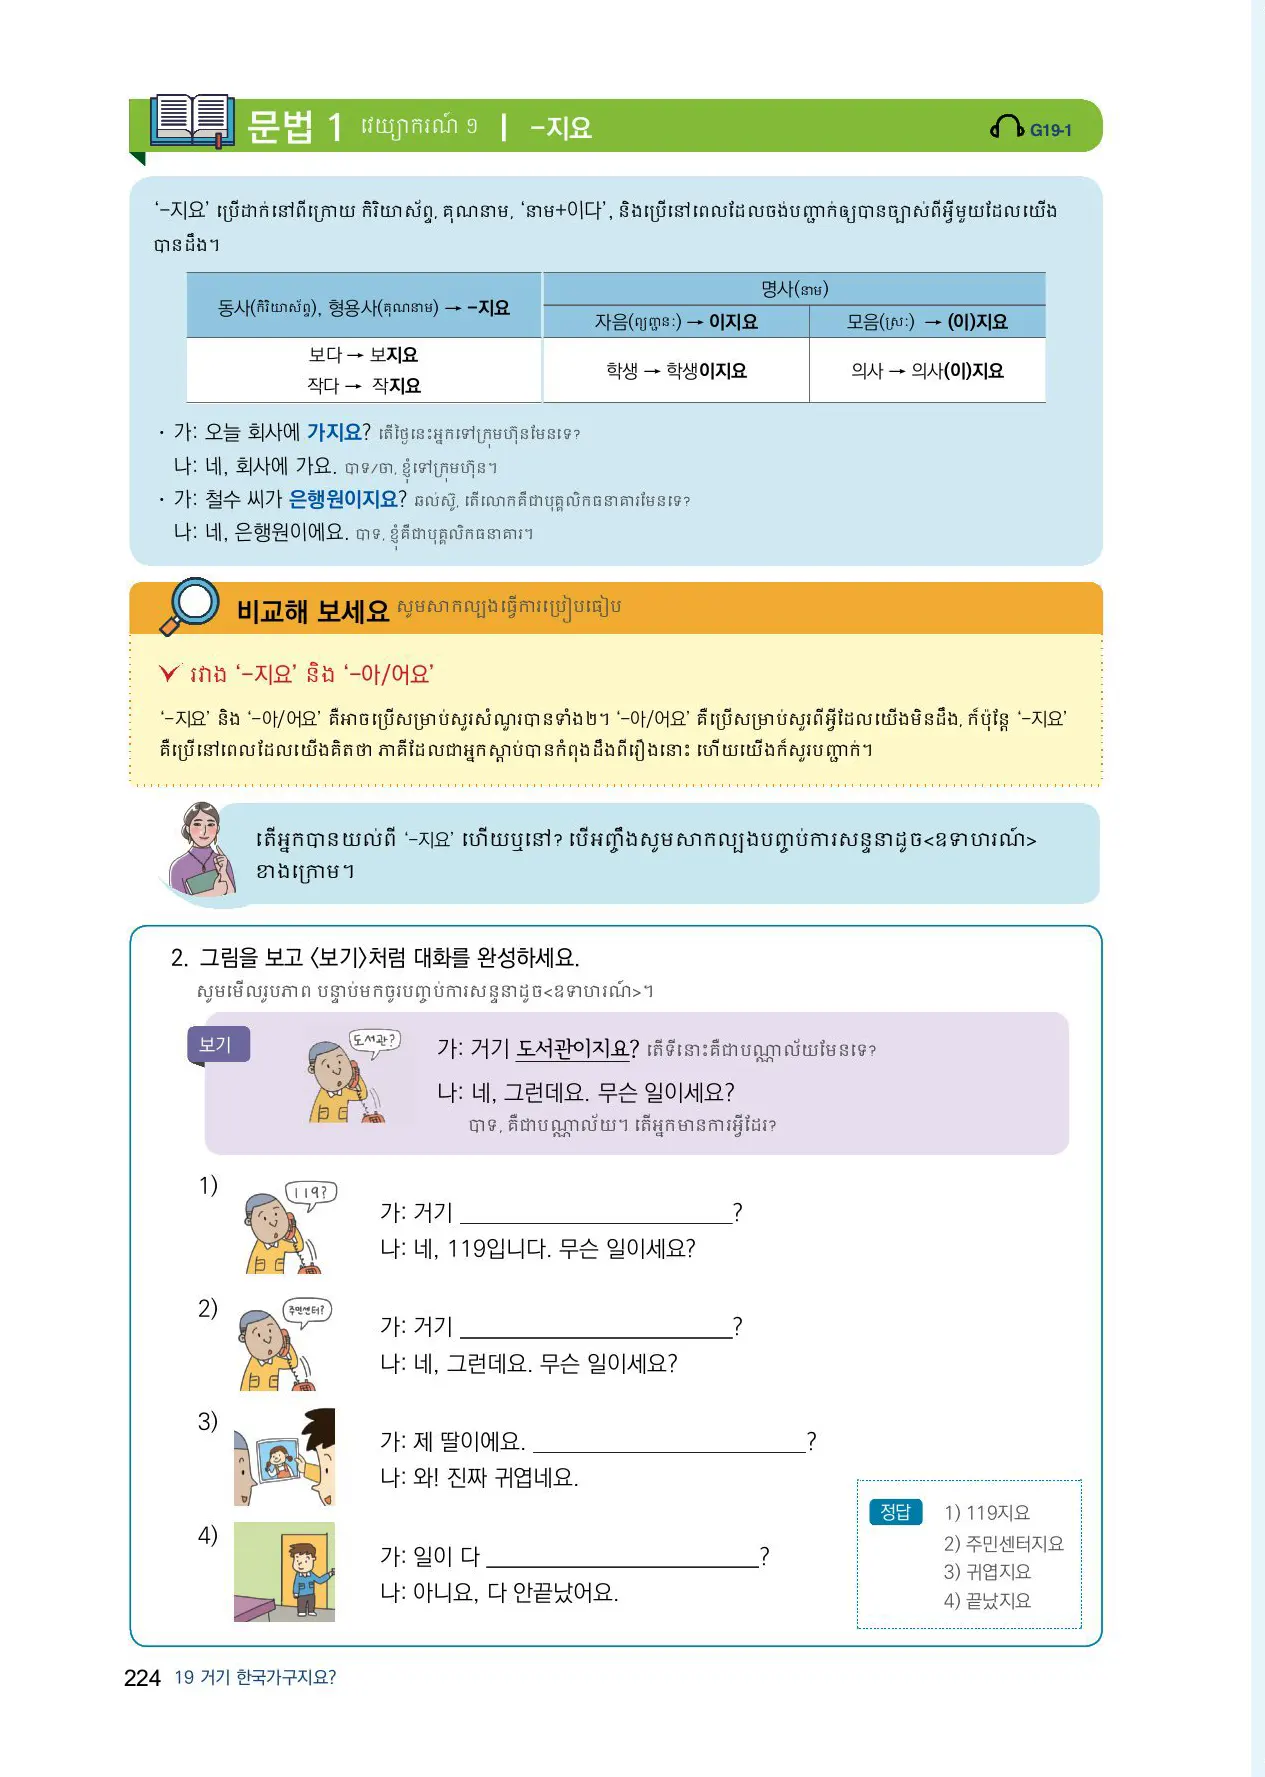 문법 1 វេយ្យាករណ៍ ១ | -지요
G19-1
‘-지요’ ប្រើដាក់នៅពីក្រោយ កិរិយាស័ព្ទ, គុណនាម, ‘នាម+이다’, និងប្រើនៅពេលដែលចង់បញ្ជាក់ឲ្យបានច្បាស់ពីអ្វីមួយដែលយើង
បានដឹង។
동사(កិរិយាស័ព្ទ), 형용사(គុណនាម) → -지요
명사(នាម)
자음(ព្យញ្ជនៈ) → 이지요
모음(ស្រៈ) → (이)지요
보다 → 보지요
작다 → 작지요
학생 → 학생이지요
의사 → 의사(이)지요
· 가: 오늘 회사에 가지요? តើថ្ងៃនេះអ្នកទៅក្រុមហ៊ុនមែនទេ?
나: 네, 회사에 가요. បាទ/ចា, ខ្ញុំទៅក្រុមហ៊ុន។
· 가: 철수 씨가 은행원이지요? ឆល់ស៊ូ, តើលោកគឺជាបុគ្គលិកធនាគារមែនទេ?
나: 네, 은행원이에요. បាទ, ខ្ញុំគឺជាបុគ្គលិកធនាគារ។
비교해 보세요 សូមសាកល្បងធ្វើការប្រៀបធៀប
រវាង ‘-지요’ និង ‘-아/어요’
‘-지요’ និង ‘-아/어요’ គឺអាចប្រើសម្រាប់សួរសំណួរបានទាំង២។ ‘-아/어요’ គឺប្រើសម្រាប់សួរពីអ្វីដែលយើងមិនដឹង, ក៏ប៉ុន្តែ ‘-지요’
គឺប្រើនៅពេលដែលយើងគិតថា ភាគីដែលជាអ្នកស្តាប់បានកំពុងដឹងពីរឿងនោះ ហើយយើងក៏សួរបញ្ជាក់។
តើអ្នកបានយល់ពី ‘-지요’ ហើយឬនៅ? បើអញ្ចឹងសូមសាកល្បងបញ្ចប់ការសន្ទនាដូច<ឧទាហរណ៍>
ខាងក្រោម។
2. 그림을 보고 〈보기〉처럼 대화를 완성하세요.
សូមមើលរូបភាព បន្ទាប់មកចូរបញ្ចប់ការសន្ទនាដូច<ឧទាហរណ៍>។
보기
도서관?
가: 거기 도서관이지요? តើទីនោះគឺជាបណ្ណាល័យមែនទេ?
나: 네, 그런데요. 무슨 일이세요?
បាទ, គឺជាបណ្ណាល័យ។ តើអ្នកមានការអ្វីដែរ?
1)
119?
가: 거기 ____________?
나: 네, 119입니다. 무슨 일이세요?
2)
주민센터?
가: 거기 ____________?
나: 네, 그런데요. 무슨 일이세요?
3)
가: 제 딸이에요. ____________?
나: 와! 진짜 귀엽네요.
4)
가: 일이 다 ____________?
나: 아니요, 다 안끝났어요.
정답
1) 119지요
2) 주민센터지요
3) 귀엽지요
4) 끝났지요
224 19 거기 한국가구지요?